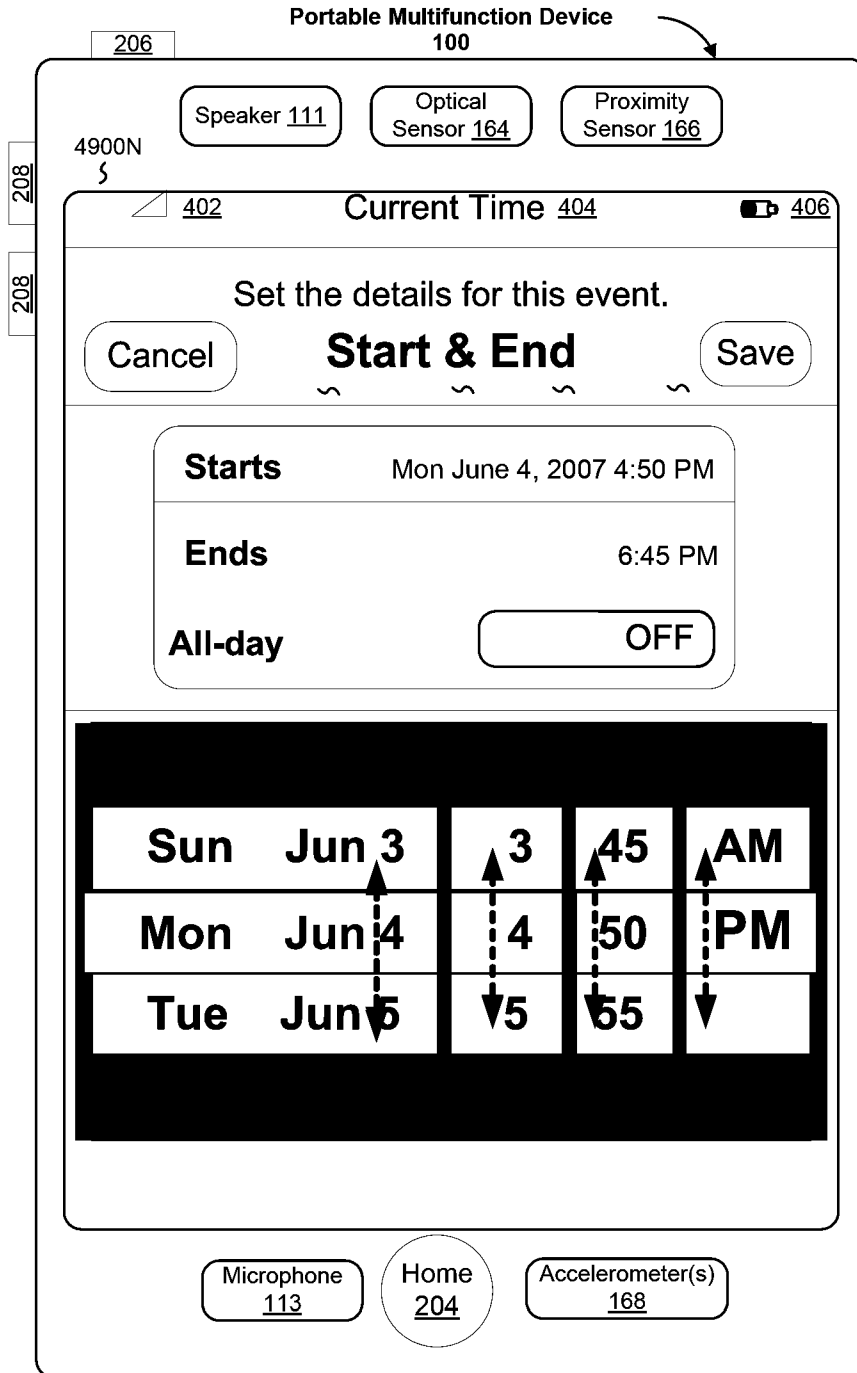 Portable Multifunction Device
100
206
Speaker 111
Optical
Sensor 164
Proximity
Sensor 166
4900N
208
402
Current Time 404
406
208
Set the details for this event.
Cancel
Start & End
Save
Starts
Mon June 4, 2007 4:50 PM
Ends
6:45 PM
All-day
OFF
Sun Jun 3 3 45 AM
Mon Jun 4 4 50 PM
Tue Jun 5 5 55
Microphone
113
Home
204
Accelerometer(s)
168